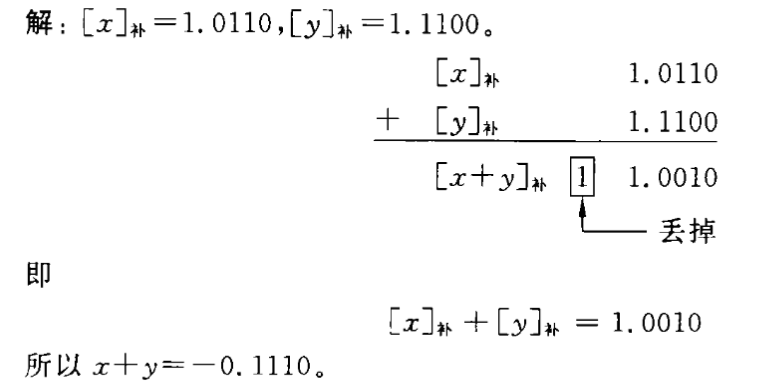 解：[x]补＝1.0110,[y]补＝1.1100。
[x]补 1.0110
＋ [y]补 1.1100
[x＋y]补 1 1.0010
丢掉
即
[x]补＋[y]补 ＝ 1.0010
所以 x＋y＝－0.1110。